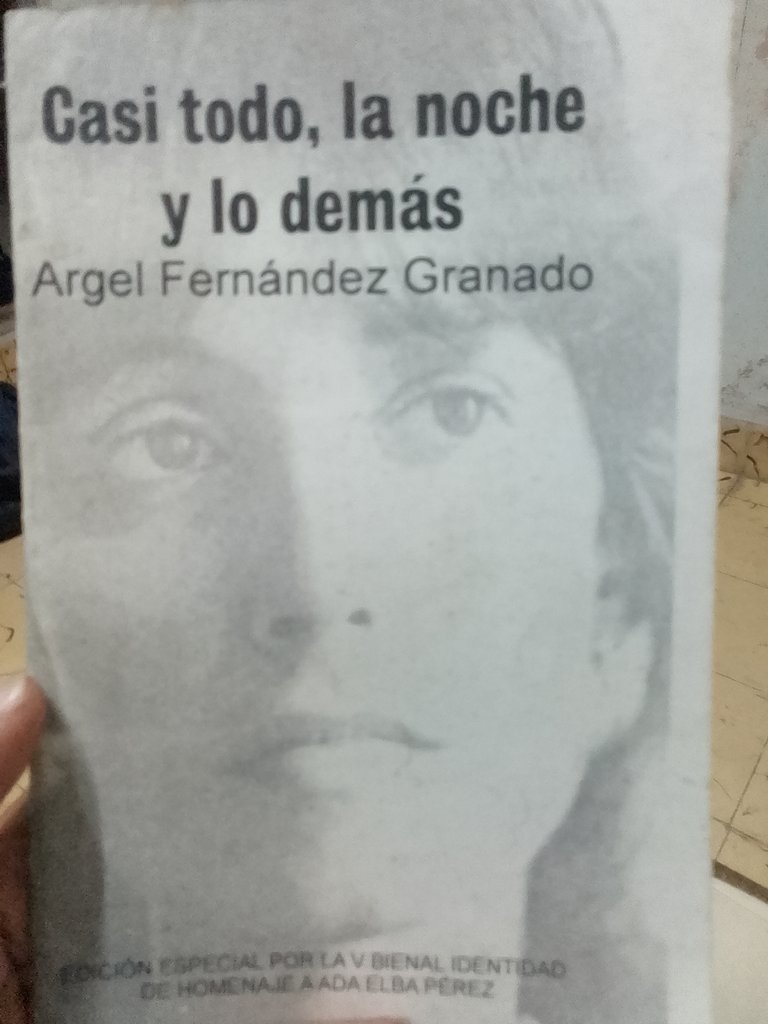 Casi todo, la noche
y lo demás
Argel Fernández Granado
EDICIÓN ESPECIAL POR LA V BIENAL IDENTIDAD
DE HOMENAJE A ADA ELBA PÉREZ